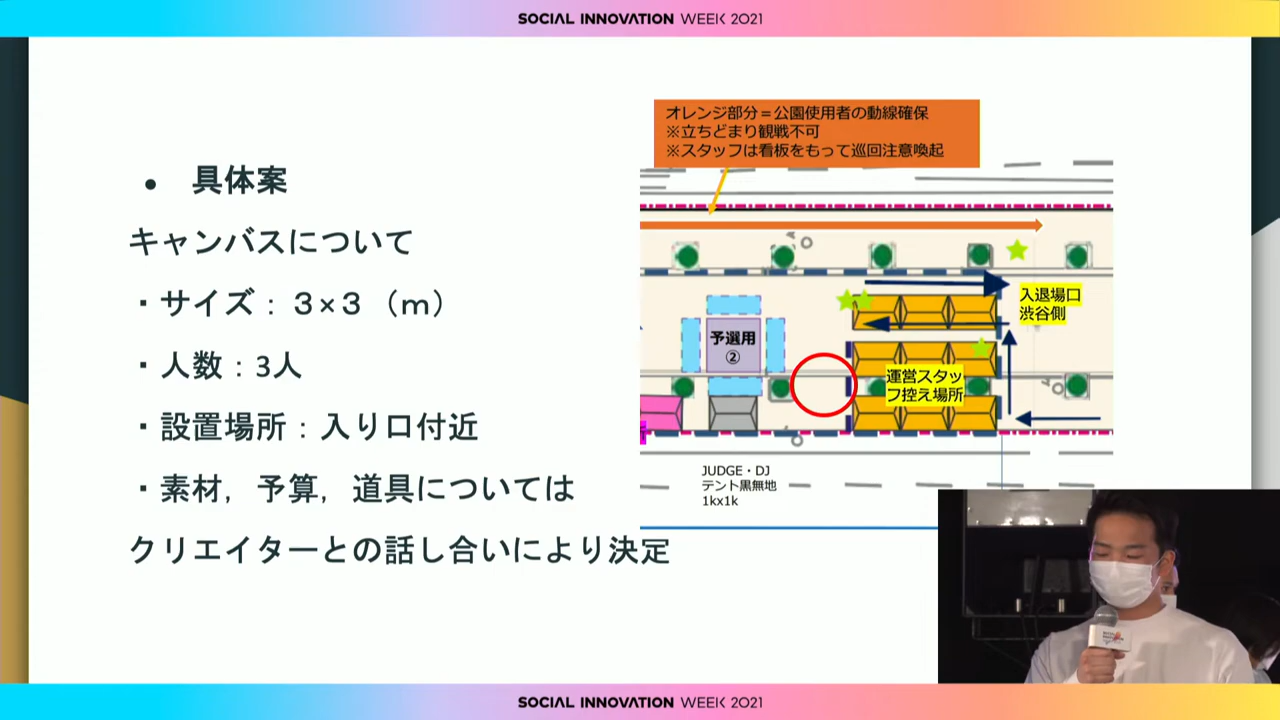 SOCIAL INNOVATION WEEK 2021
オレンジ部分＝公園使用者の動線確保
※立ちどまり観戦不可
※スタッフは看板をもって巡回注意喚起
● 具体案
キャンバスについて
・サイズ：３×３（ｍ）
・人数：3人
・設置場所：入り口付近
・素材，予算，道具については
クリエイターとの話し合いにより決定
入退場口
渋谷側
予選用
②
運営スタッ
フ控え場所
JUDGE・DJ
テント黒無地
1kx1k
SOCIAL INNOVATION WEEK 2021